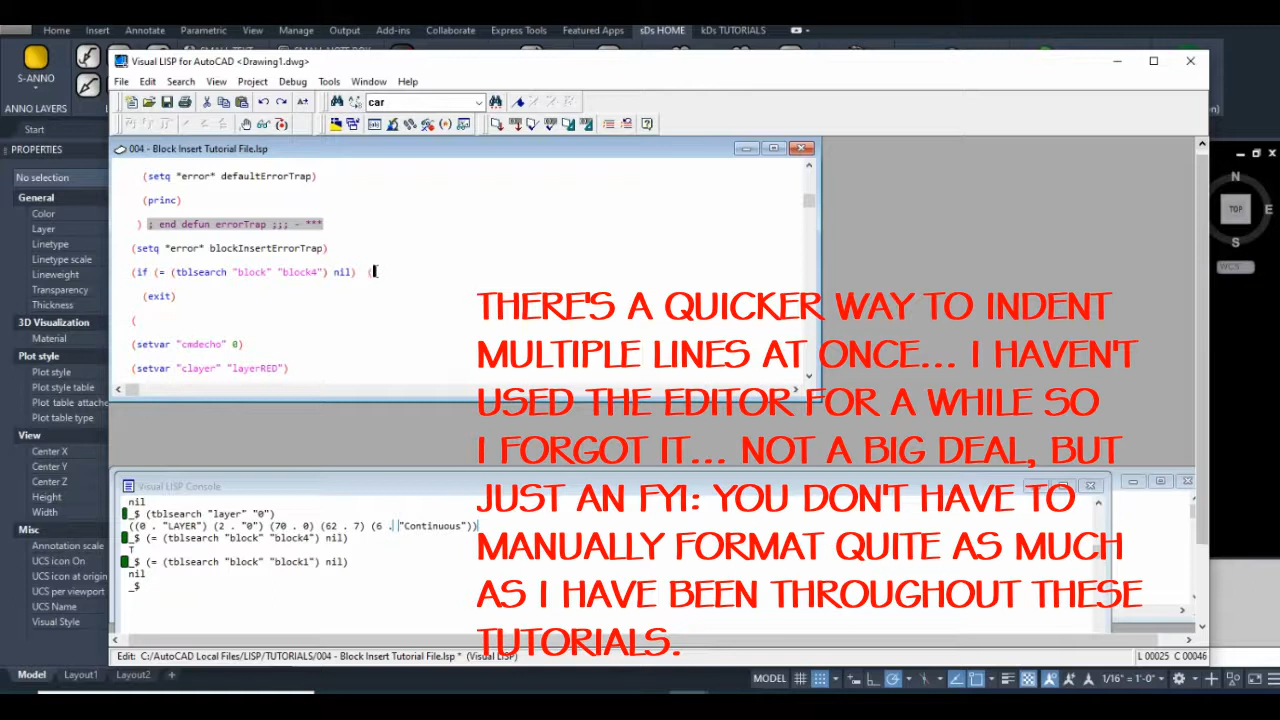 Home Insert Annotate Parametric View Manage Output Add-ins Collaborate Express Tools Featured Apps sDs HOME kDs TUTORIALS
Visual LISP for AutoCAD <Drawing1.dwg>
S-ANNO
File Edit Search View Project Debug Tools Window Help
ANNO LAYERS
car
Start
PROPERTIES
004 - Block Insert Tutorial File.lsp
No selection
General
Color
Layer
Linetype
Linetype scale
Lineweight
Transparency
Thickness
3D Visualization
Material
Plot style
Plot style
Plot style table
Plot table attache
Plot table type
View
Center X
Center Y
Center Z
Height
Width
Misc
Annotation scale
UCS icon On
UCS icon at origin
UCS per viewport
UCS Name
Visual Style
(setq *error* defaultErrorTrap)
(princ)
) ; end defun errorTrap ;;; - ***
(setq *error* blockInsertErrorTrap)
(if (= (tblsearch "block" "block4") nil) (
(exit)
(
(setvar "cmdecho" 0)
(setvar "clayer" "layerRED")
N
TOP
S
WCS
THERE'S A QUICKER WAY TO INDENT
MULTIPLE LINES AT ONCE... I HAVEN'T
USED THE EDITOR FOR A WHILE SO
I FORGOT IT... NOT A BIG DEAL, BUT
JUST AN FYI: YOU DON'T HAVE TO
MANUALLY FORMAT QUITE AS MUCH
AS I HAVE BEEN THROUGHOUT THESE
TUTORIALS.
Visual LISP Console
nil
_$ (tblsearch "layer" "0")
((0 . "LAYER") (2 . "0") (70 . 0) (62 . 7) (6 . "Continuous"))
_$ (= (tblsearch "block" "block4") nil)
T
_$ (= (tblsearch "block" "block1") nil)
nil
_$
Edit: C:/AutoCAD Local Files/LISP/TUTORIALS/004 - Block Insert Tutorial File.lsp * (Visual LISP)
L 00025 C 00046
Model Layout1 Layout2 +
MODEL
1/16" = 1'-0"